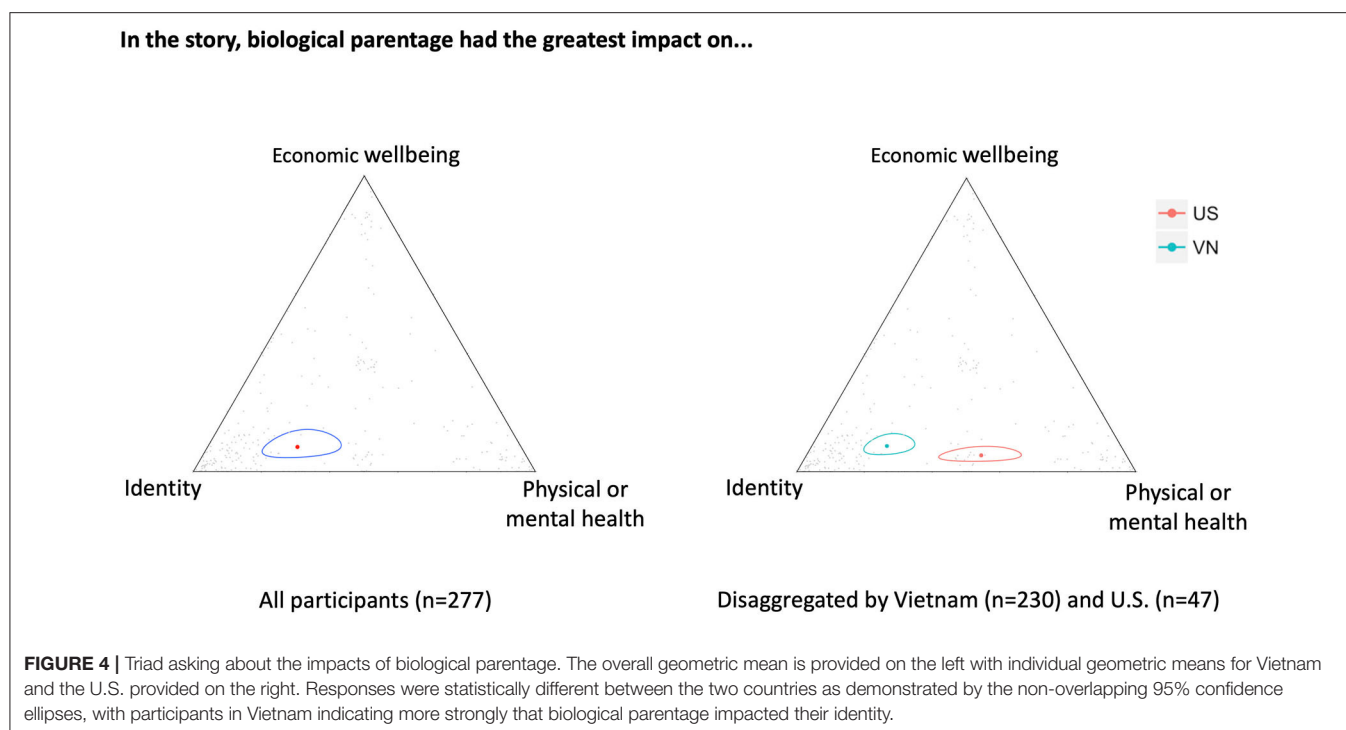 In the story, biological parentage had the greatest impact on...
Economic wellbeing
Identity
Physical or
mental health
All participants (n=277)
Economic wellbeing
US
VN
Identity
Physical or
mental health
Disaggregated by Vietnam (n=230) and U.S. (n=47)
FIGURE 4 | Triad asking about the impacts of biological parentage. The overall geometric mean is provided on the left with individual geometric means for Vietnam
and the U.S. provided on the right. Responses were statistically different between the two countries as demonstrated by the non-overlapping 95% confidence
ellipses, with participants in Vietnam indicating more strongly that biological parentage impacted their identity.